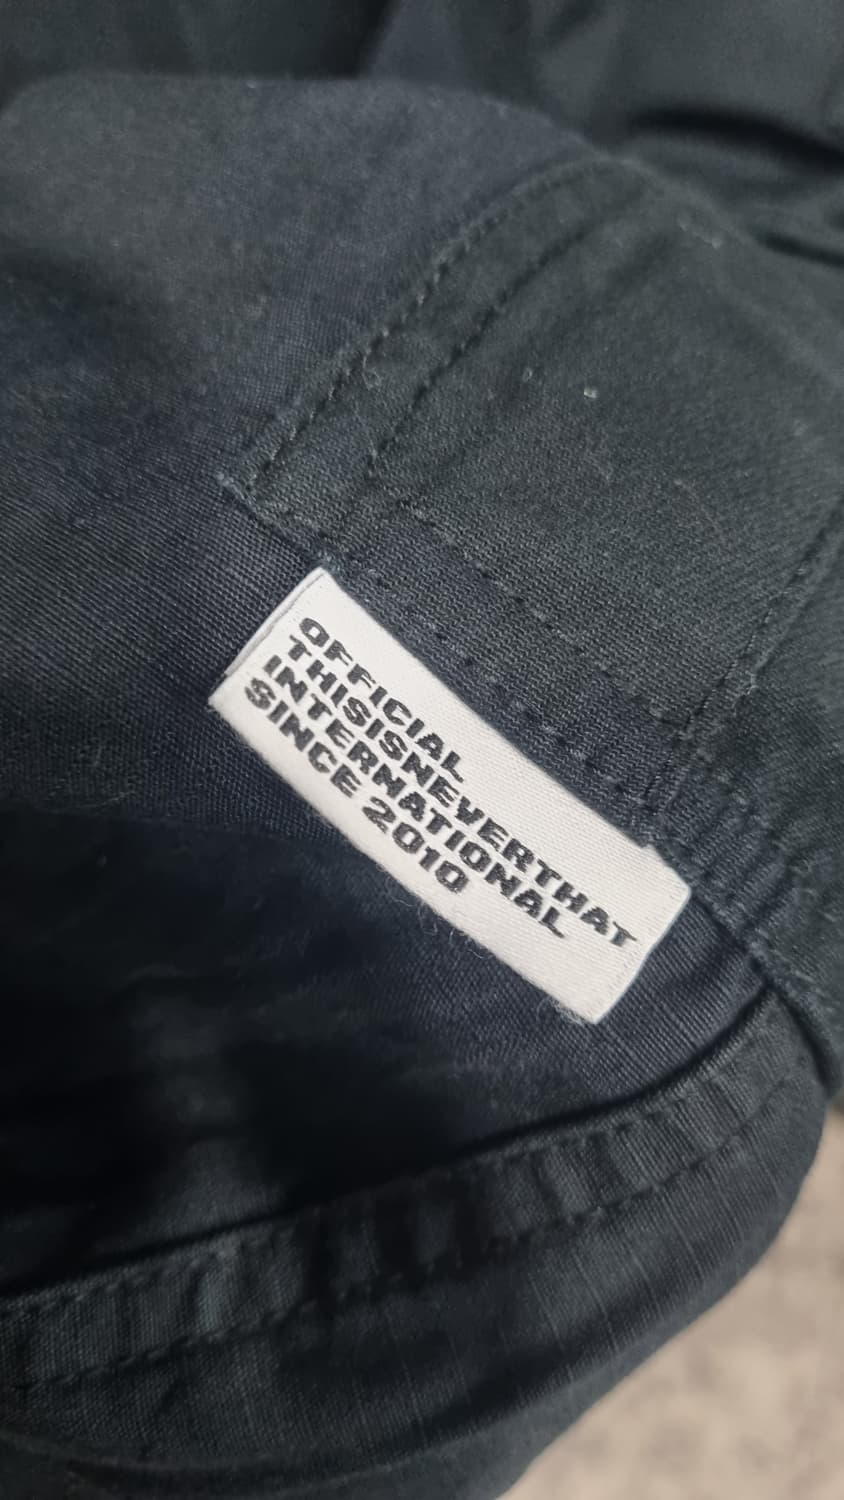 OFFICIAL
THISISNEVERTHAT
INTERNATIONAL
SINCE 2010